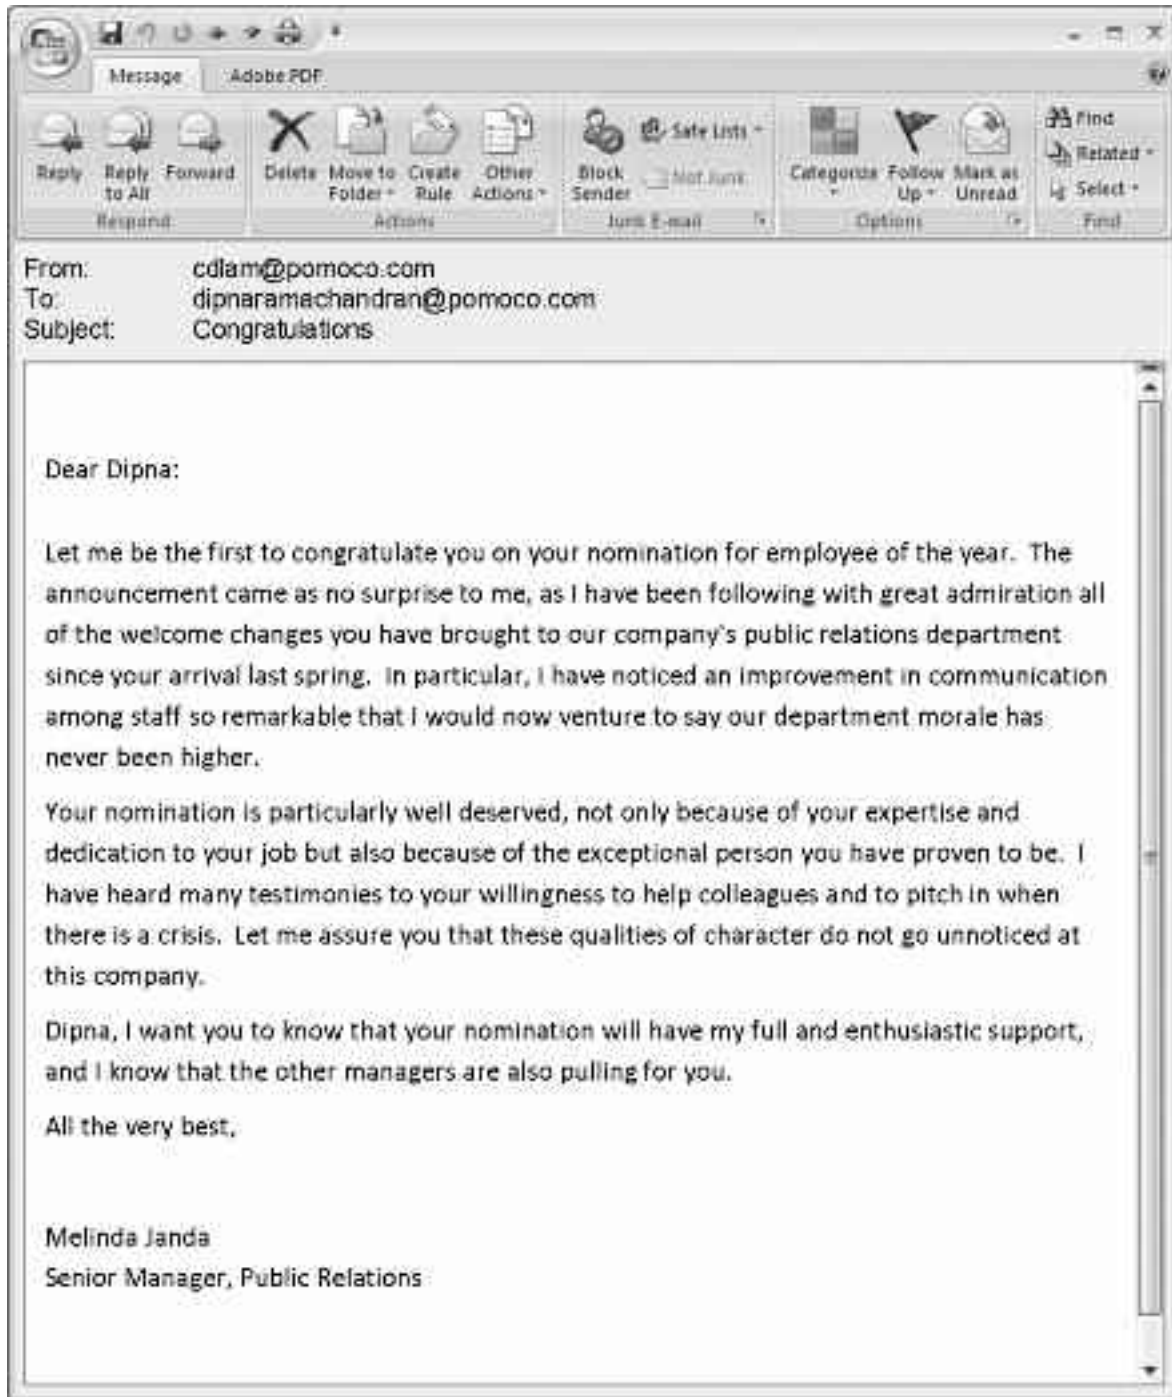 Message Adobe PDF
Reply Reply to All Forward Delete Move to Folder Create Rule Other Actions Block Sender Safe Lists Not Junk Categorize Follow Up Mark as Unread Find Related Select
Respond Actions Junk E-mail Options Find
From: cdlam@pomoco.com
To: dipnaramachandran@pomoco.com
Subject: Congratulations
Dear Dipna:
Let me be the first to congratulate you on your nomination for employee of the year. The
announcement came as no surprise to me, as I have been following with great admiration all
of the welcome changes you have brought to our company's public relations department
since your arrival last spring. In particular, I have noticed an improvement in communication
among staff so remarkable that I would now venture to say our department morale has
never been higher.
Your nomination is particularly well deserved, not only because of your expertise and
dedication to your job but also because of the exceptional person you have proven to be. I
have heard many testimonies to your willingness to help colleagues and to pitch in when
there is a crisis. Let me assure you that these qualities of character do not go unnoticed at
this company.
Dipna, I want you to know that your nomination will have my full and enthusiastic support,
and I know that the other managers are also pulling for you.
All the very best,
Melinda Janda
Senior Manager, Public Relations